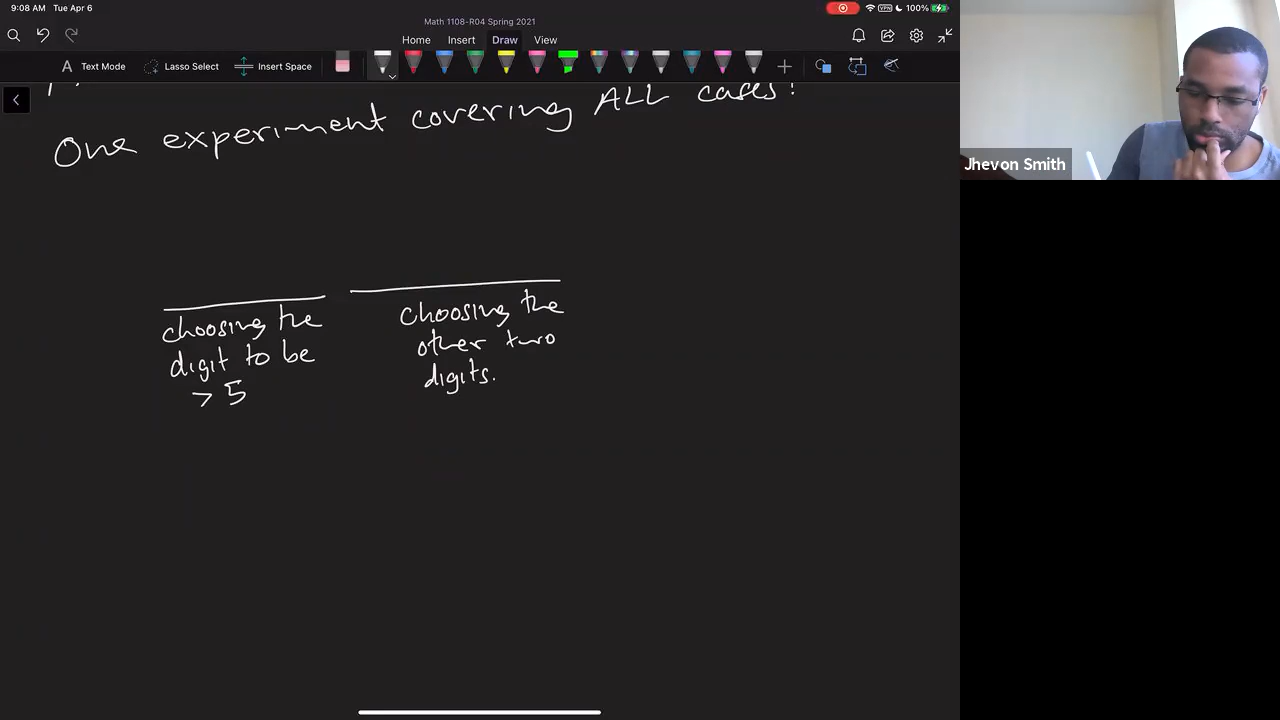 9:08 AM Tue Apr 6
100%
Math 1108-R04 Spring 2021
Home Insert Draw View
Text Mode Lasso Select Insert Space
One experiment covering ALL cases!
choosing the
digit to be
> 5
choosing the
other two
digits.
Jhevon Smith